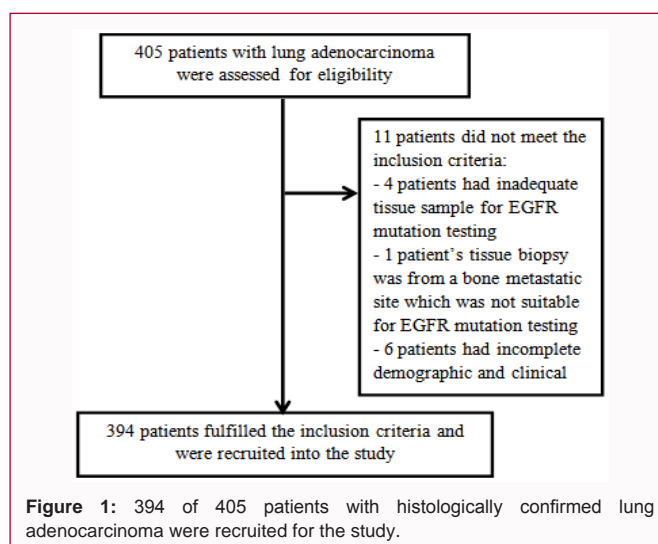 405 patients with lung adenocarcinoma
were assessed for eligibility
11 patients did not meet the
inclusion criteria:
- 4 patients had inadequate
tissue sample for EGFR
mutation testing
- 1 patient's tissue biopsy
was from a bone metastatic
site which was not suitable
for EGFR mutation testing
- 6 patients had incomplete
demographic and clinical
394 patients fulfilled the inclusion criteria and
were recruited into the study
Figure 1: 394 of 405 patients with histologically confirmed lung
adenocarcinoma were recruited for the study.